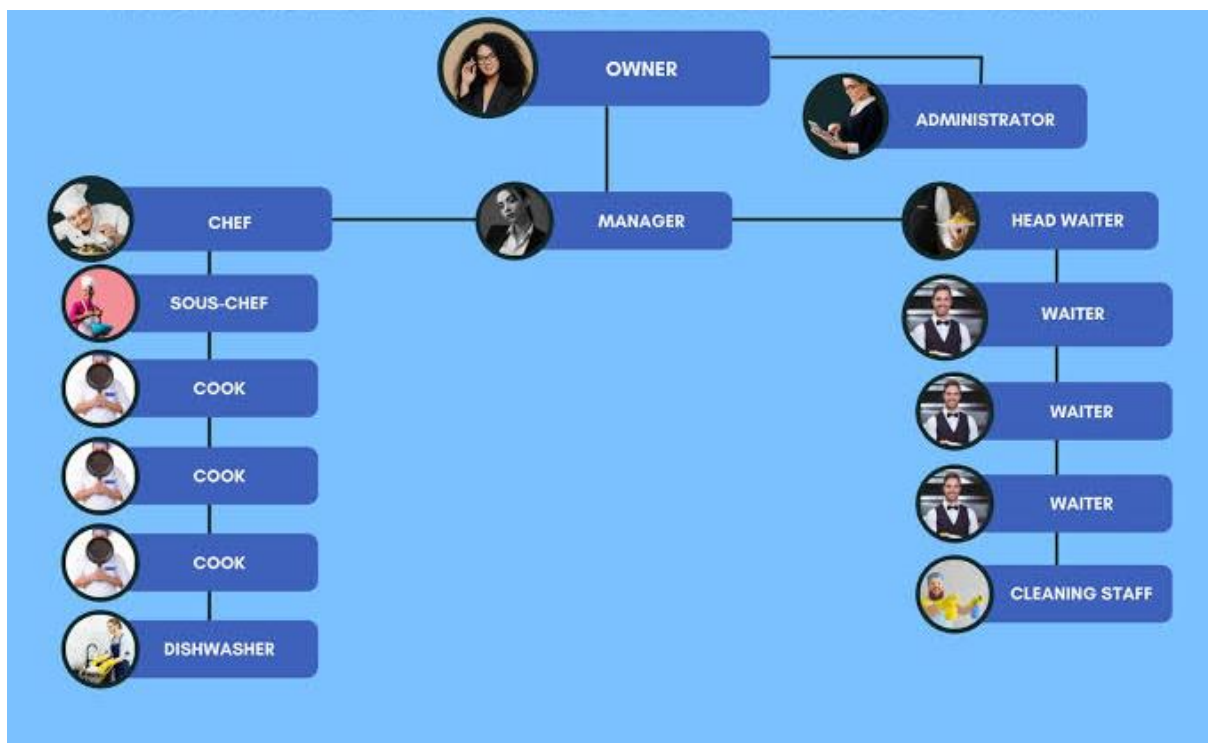 OWNER
ADMINISTRATOR
CHEF
MANAGER
HEAD WAITER
SOUS-CHEF
WAITER
COOK
WAITER
COOK
WAITER
COOK
CLEANING STAFF
DISHWASHER